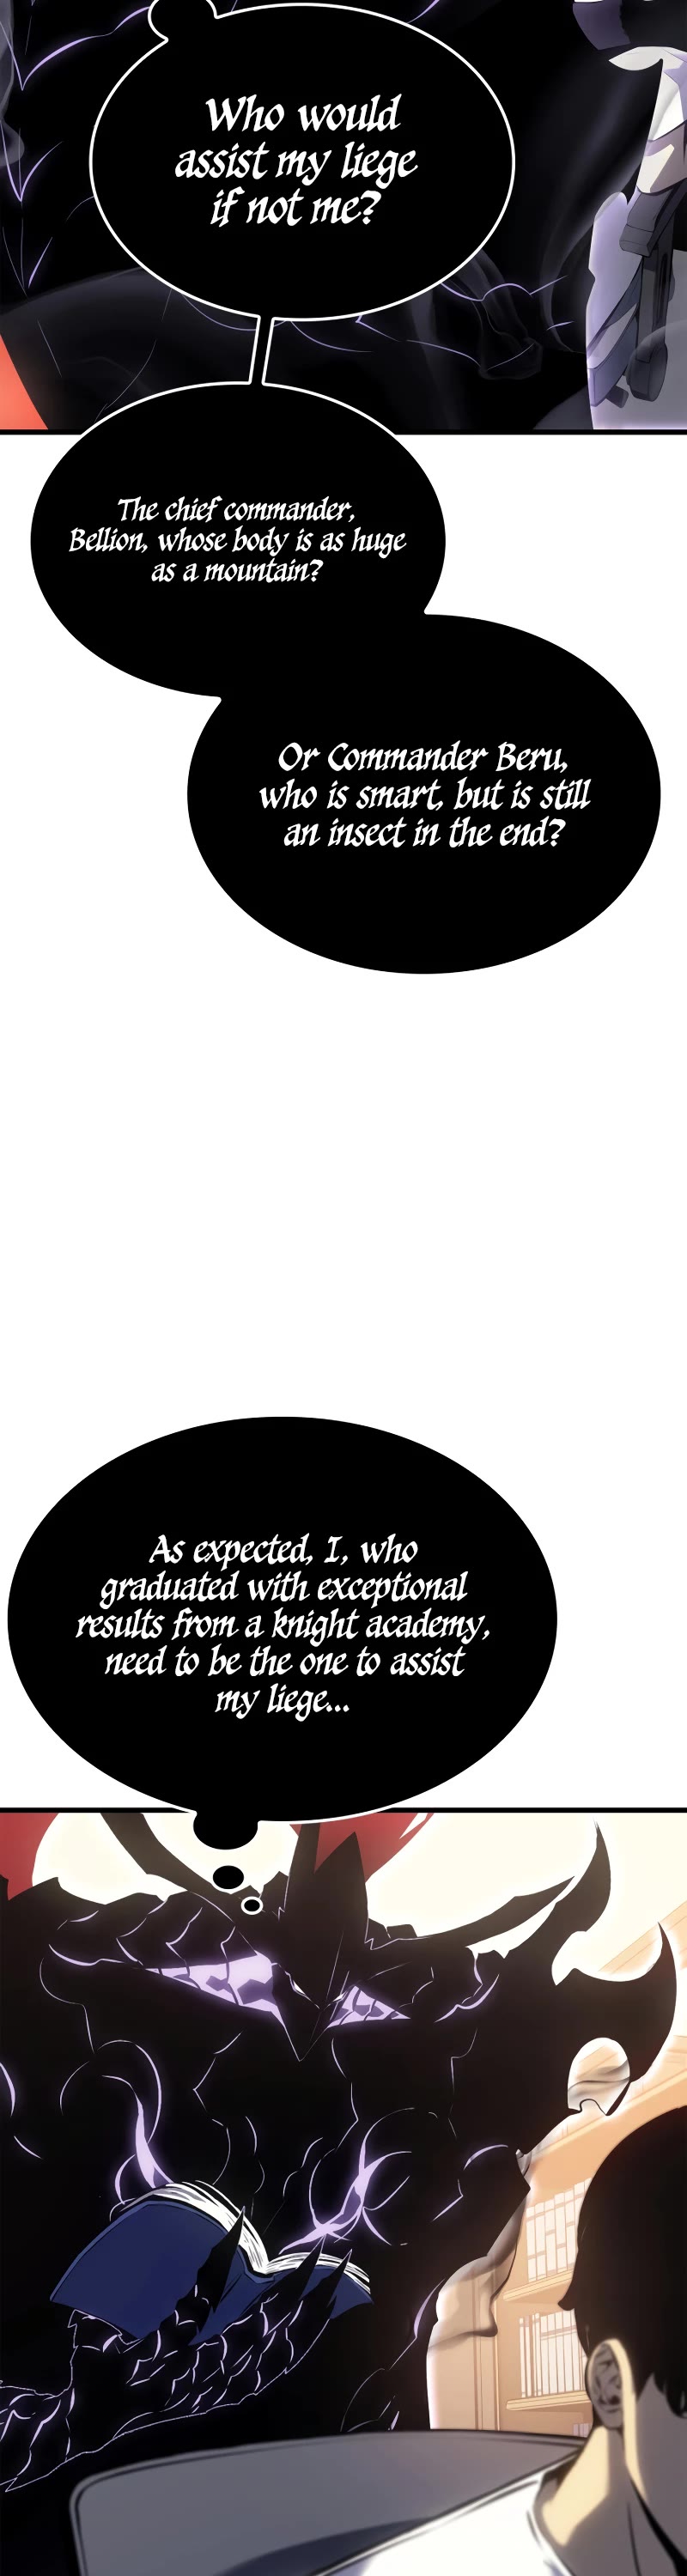 Who would
assist my liege
if not me?
The chief commander,
Bellion, whose body is as huge
as a mountain?
Or Commander Beru,
who is smart, but is still
an insect in the end?
As expected, I, who
graduated with exceptional
results from a knight academy,
need to be the one to assist
my liege...